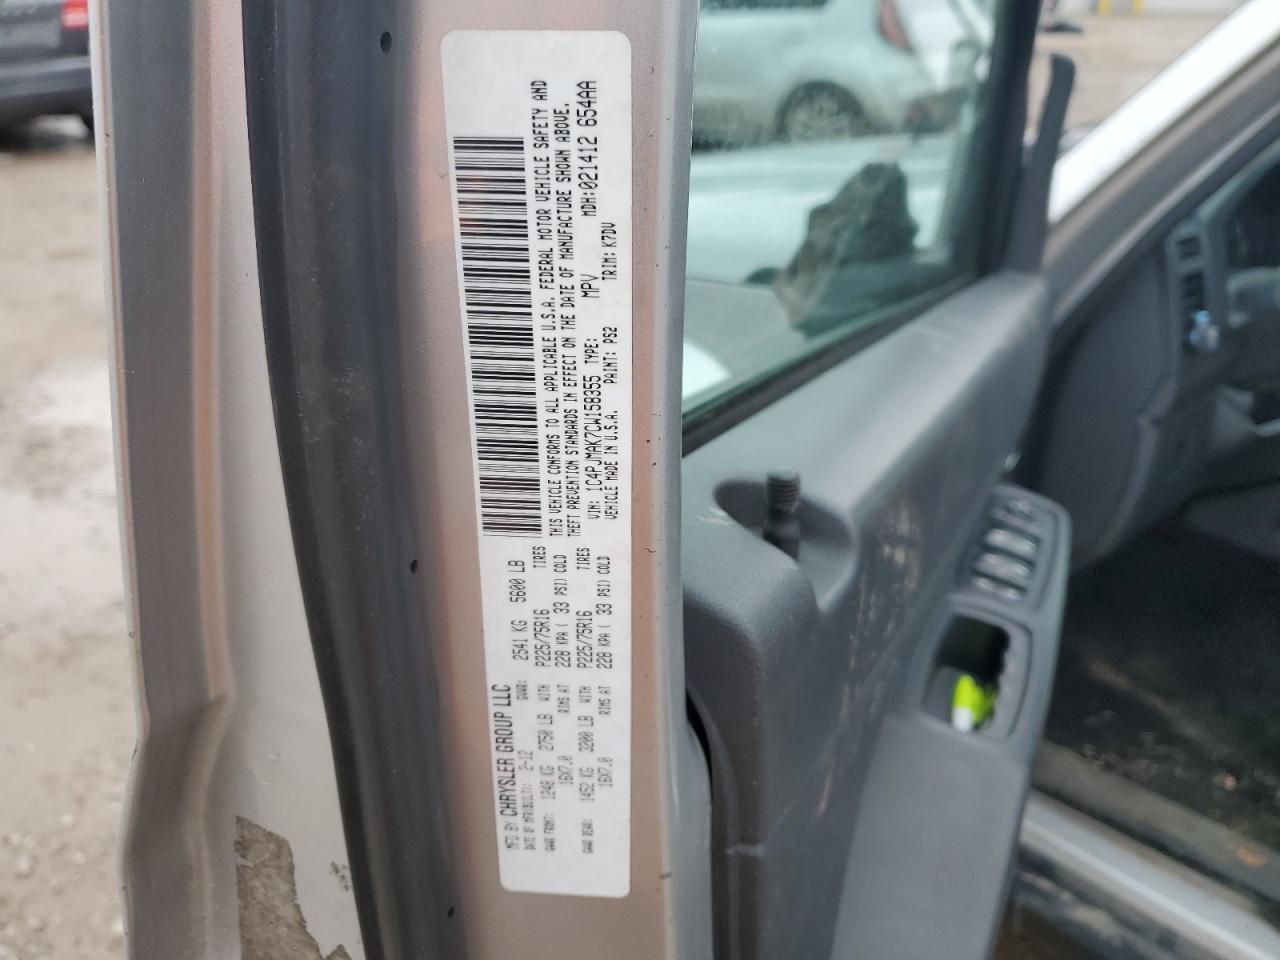 MFD BY CHRYSLER GROUP LLC
DATE OF MFR(BUILT): 2-12 GVWR: 2541 KG 5600 LB
GAWR FRONT: 1248 KG 2750 LB WITH P225/75R16 TIRES
16X7.0 RIMS AT 228 KPA ( 33 PSI) COLD
GAWR REAR: 1452 KG 3200 LB WITH P225/75R16 TIRES
16X7.0 RIMS AT 228 KPA ( 33 PSI) COLD
THIS VEHICLE CONFORMS TO ALL APPLICABLE U.S.A. FEDERAL MOTOR VEHICLE SAFETY AND
THEFT PREVENTION STANDARDS IN EFFECT ON THE DATE OF MANUFACTURE SHOWN ABOVE.
VIN: 1C4PJMAK7CW158355 TYPE: MPV MDH:021412 654AA
VEHICLE MADE IN U.S.A. PAINT: PS2 TRIM: K7DV